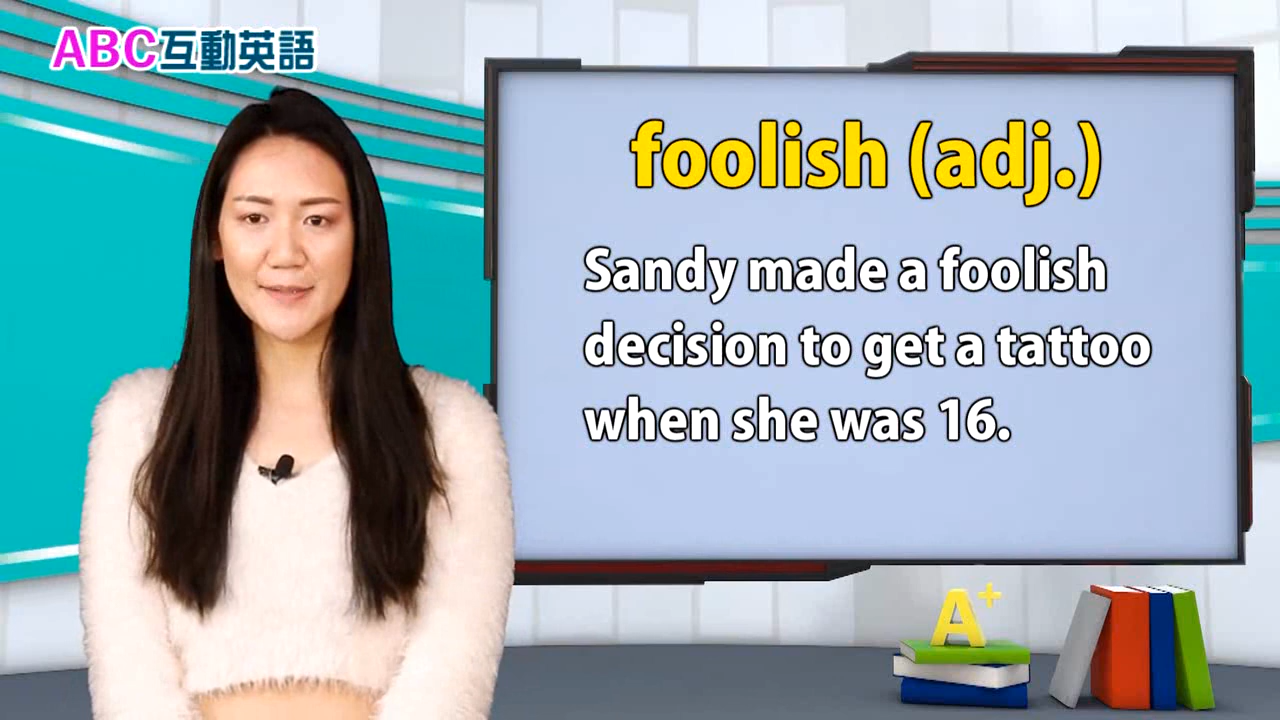 ABC互動英語
foolish (adj.)
Sandy made a foolish
decision to get a tattoo
when she was 16.
A+